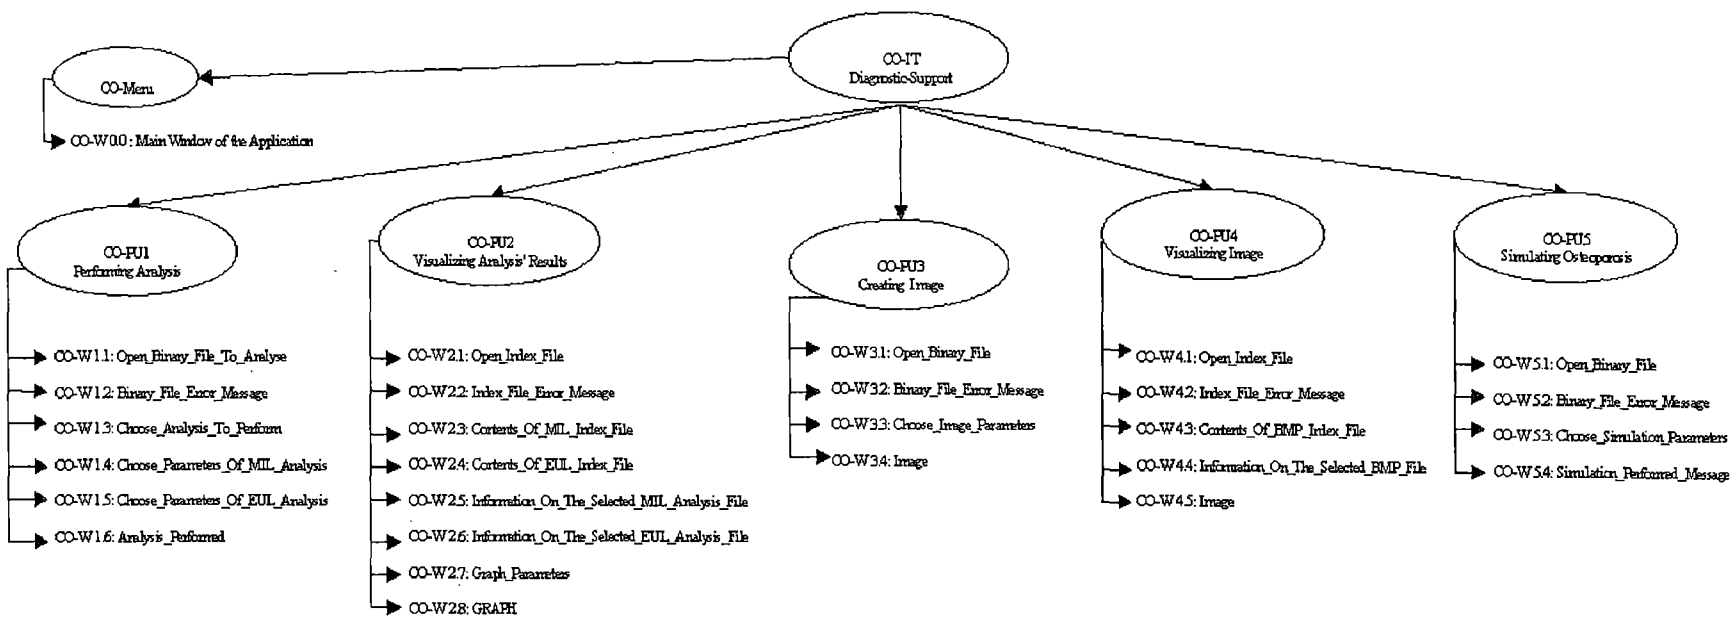 CO-IT
Diagnostic-Support
CO-Menu
CO-W0.0 : Main Window of the Application
CO-PU1
Performing Analysis
CO-W1.1: Open_Binary_File_To_Analyse
CO-W1.2: Binary_File_Error_Message
CO-W1.3: Choose_Analysis_To_Perform
CO-W1.4: Choose_Parameters_Of_MIL_Analysis
CO-W1.5: Choose_Parameters_Of_EUL_Analysis
CO-W1.6: Analysis_Performed
CO-PU2
Visualizing Analysis' Results
CO-W2.1: Open_Index_File
CO-W2.2: Index_File_Error_Message
CO-W2.3: Contents_Of_MIL_Index_File
CO-W2.4: Contents_Of_EUL_Index_File
CO-W2.5: Information_On_The_Selected_MIL_Analysis_File
CO-W2.6: Information_On_The_Selected_EUL_Analysis_File
CO-W2.7: Graph_Parameters
CO-W2.8: GRAPH
CO-PU3
Creating Image
CO-W3.1: Open_Binary_File
CO-W3.2: Binary_File_Error_Message
CO-W3.3: Choose_Image_Parameters
CO-W3.4: Image
CO-PU4
Visualizing Image
CO-W4.1: Open_Index_File
CO-W4.2: Index_File_Error_Message
CO-W4.3: Contents_Of_BMP_Index_File
CO-W4.4: Information_On_The_Selected_BMP_File
CO-W4.5: Image
CO-PU5
Simulating Osteoporosis
CO-W5.1: Open_Binary_File
CO-W5.2: Binary_File_Error_Message
CO-W5.3: Choose_Simulation_Parameters
CO-W5.4: Simulation_Performed_Message